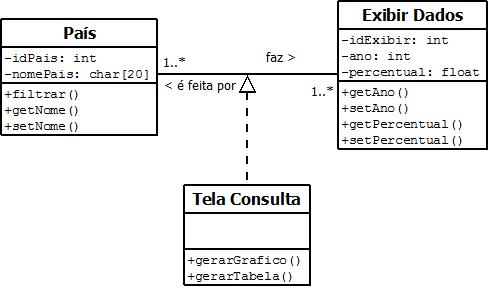 País
-idPais: int
-nomePais: char[20]
+filtrar()
+getNome()
+setNome()
1..*
faz >
< é feita por
1..*
Exibir Dados
-idExibir: int
-ano: int
-percentual: float
+getAno()
+setAno()
+getPercentual()
+setPercentual()
Tela Consulta
+gerarGrafico()
+gerarTabela()